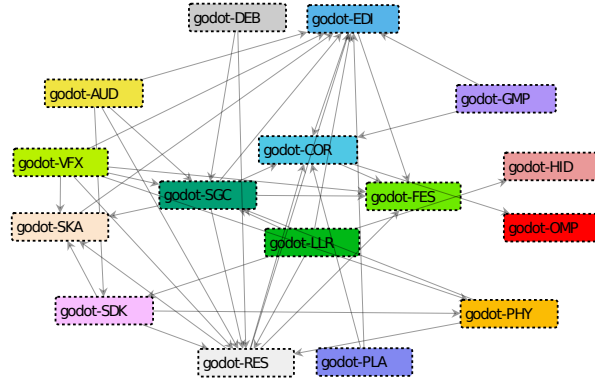 godot-DEB
godot-EDI
godot-AUD
godot-GMP
godot-COR
godot-VFX
godot-HID
godot-SGC
godot-FES
godot-SKA
godot-OMP
godot-LLR
godot-SDK
godot-PHY
godot-RES
godot-PLA